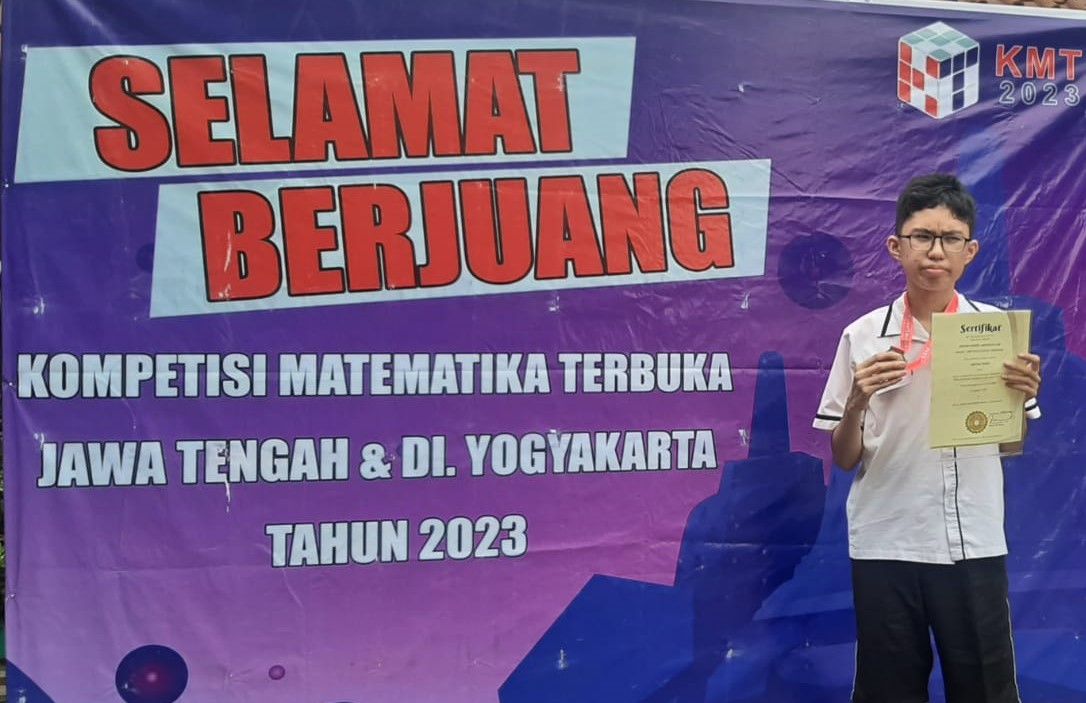 SELAMAT
BERJUANG
KOMPETISI MATEMATIKA TERBUKA
JAWA TENGAH & DI. YOGYAKARTA
TAHUN 2023
KMT
2023
Sertifikat